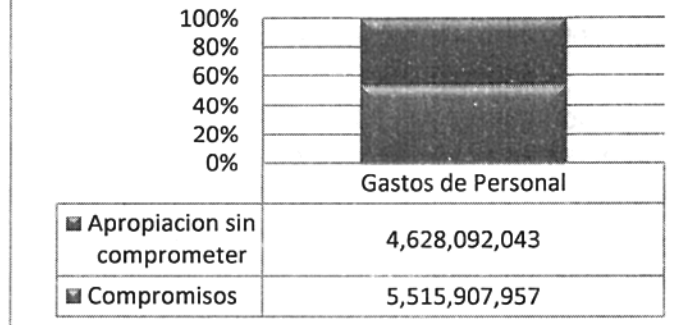 100%
80%
60%
40%
20%
0%
Gastos de Personal
Apropiacion sin
comprometer
4,628,092,043
Compromisos
5,515,907,957